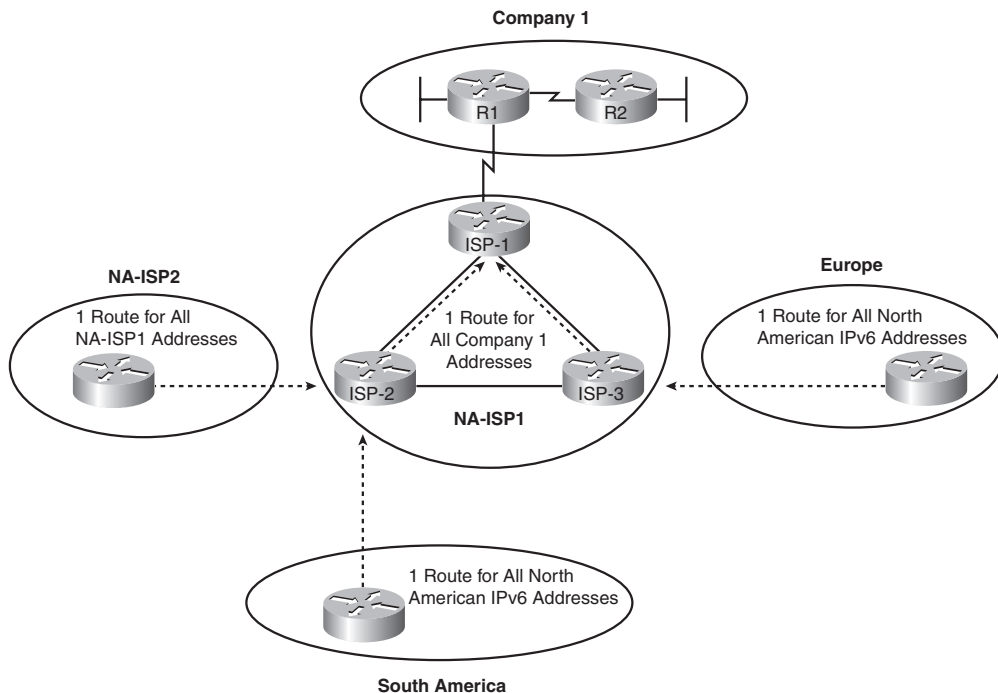 Company 1
R1
R2
ISP-1
NA-ISP2
1 Route for All
NA-ISP1 Addresses
1 Route for
All Company 1
Addresses
ISP-2
ISP-3
NA-ISP1
Europe
1 Route for All North
American IPv6 Addresses
1 Route for All North
American IPv6 Addresses
South America